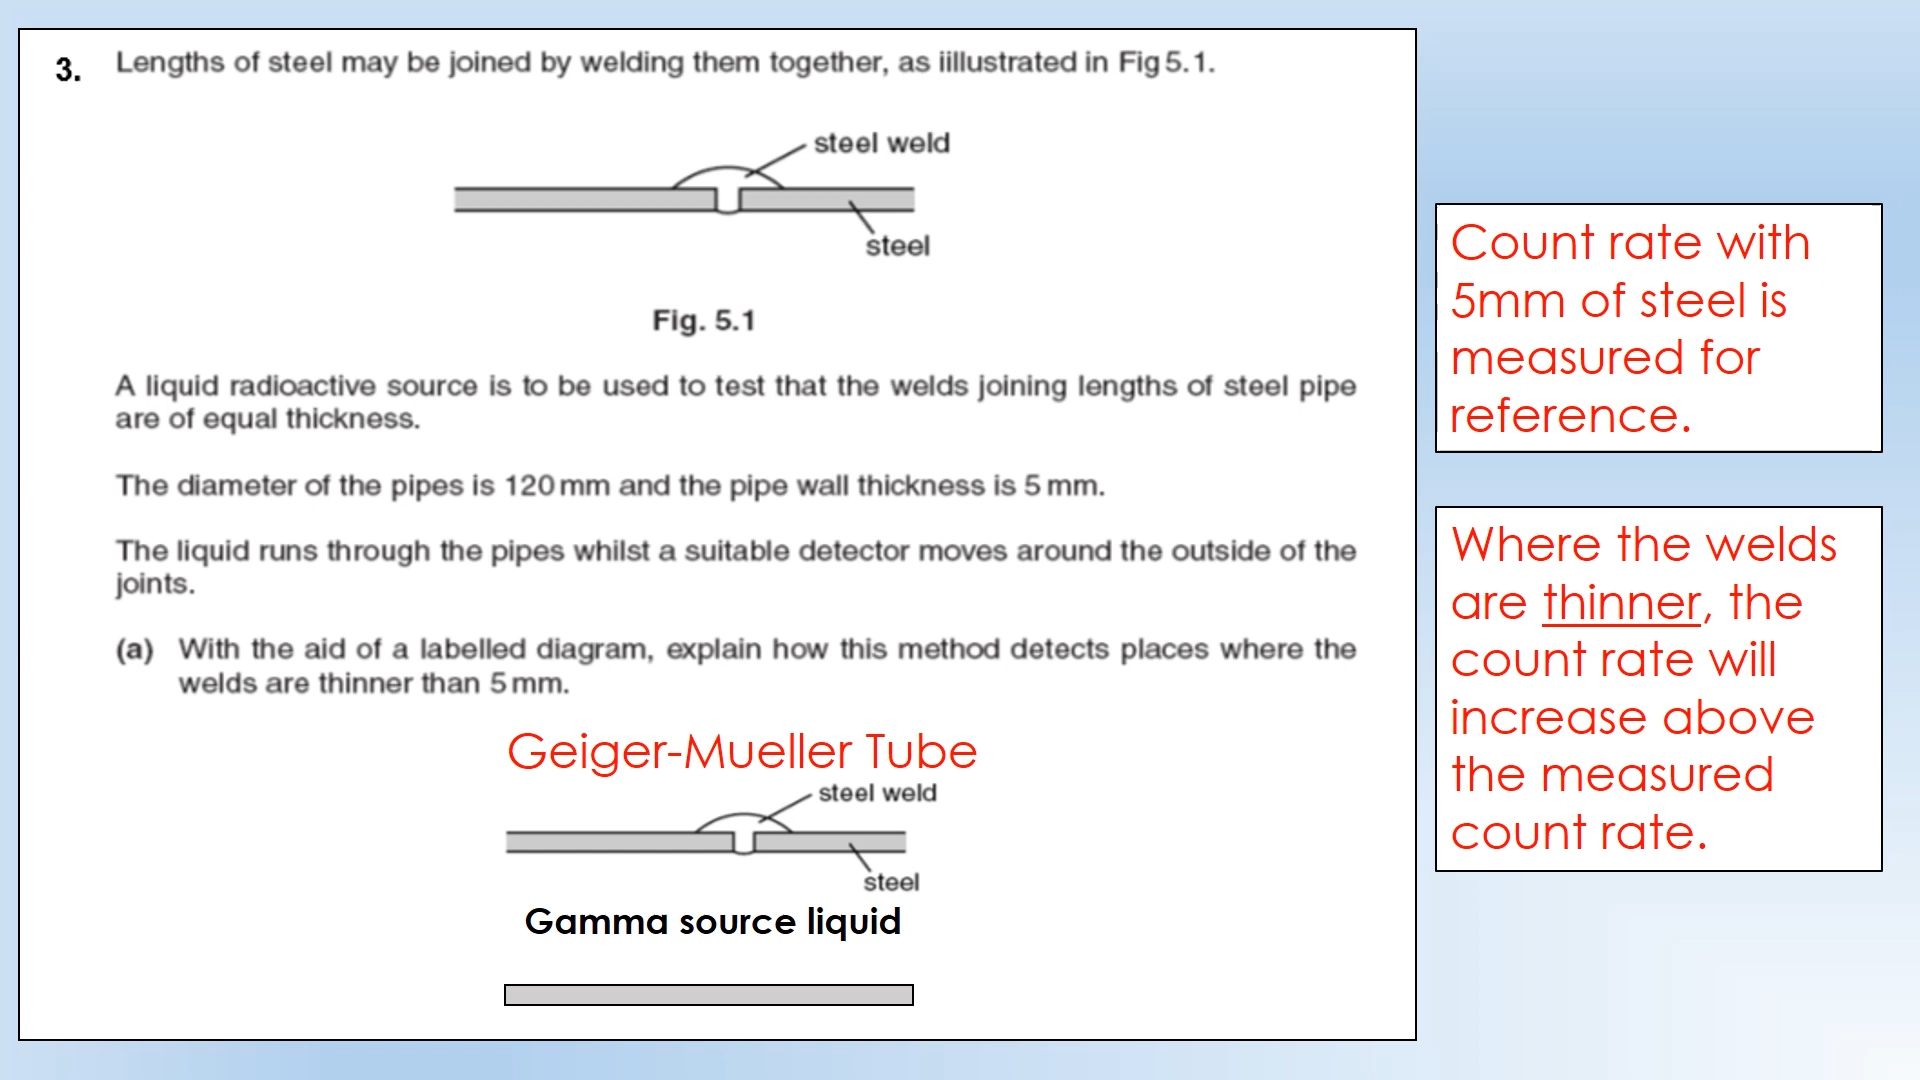 3. Lengths of steel may be joined by welding them together, as iillustrated in Fig 5.1.
steel weld
steel
Fig. 5.1
A liquid radioactive source is to be used to test that the welds joining lengths of steel pipe
are of equal thickness.
The diameter of the pipes is 120 mm and the pipe wall thickness is 5 mm.
The liquid runs through the pipes whilst a suitable detector moves around the outside of the
joints.
(a) With the aid of a labelled diagram, explain how this method detects places where the
welds are thinner than 5 mm.
Geiger-Mueller Tube
steel weld
steel
Gamma source liquid
Count rate with
5mm of steel is
measured for
reference.
Where the welds
are thinner, the
count rate will
increase above
the measured
count rate.